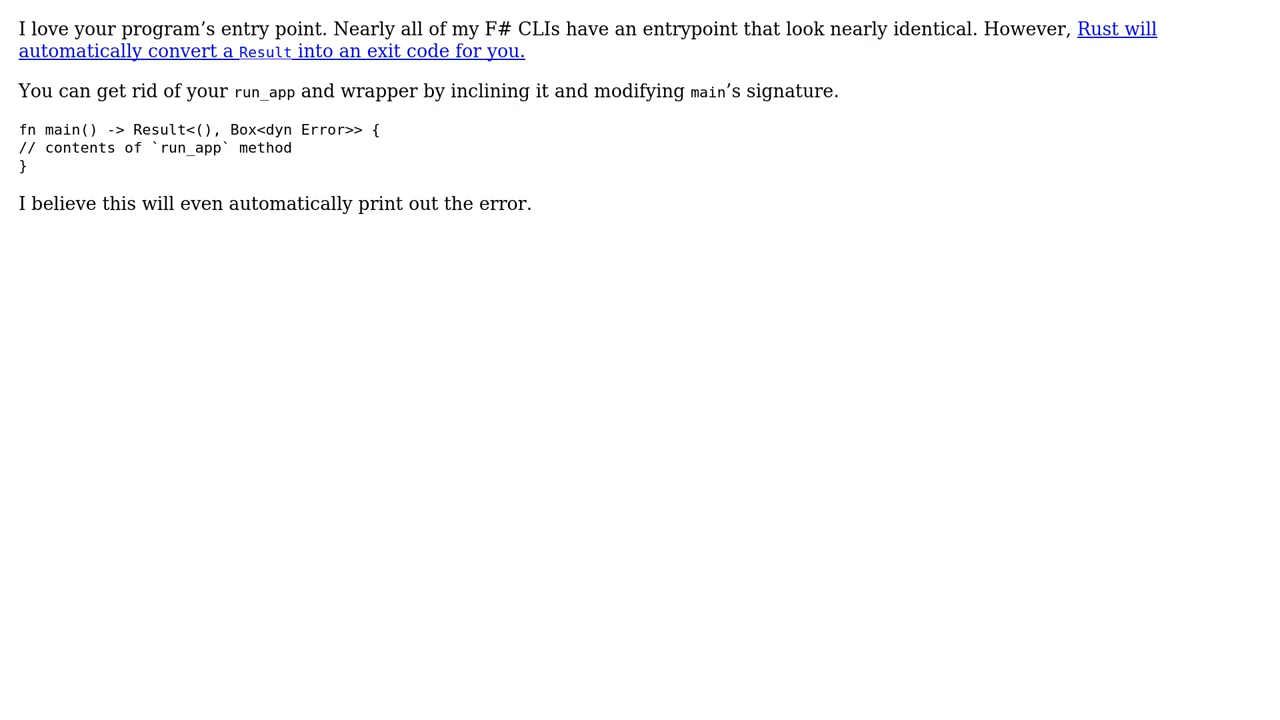 I love your program’s entry point. Nearly all of my F# CLIs have an entrypoint that look nearly identical. However, Rust will
automatically convert a Result into an exit code for you.
You can get rid of your run_app and wrapper by inclining it and modifying main’s signature.
fn main() -> Result<(), Box<dyn Error>> {
// contents of `run_app` method
}
I believe this will even automatically print out the error.